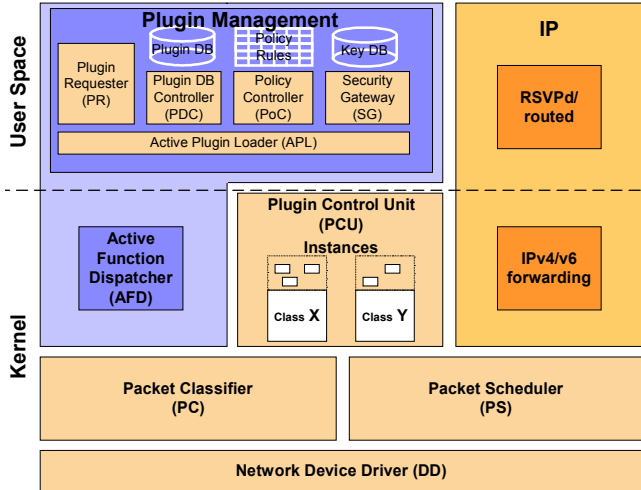 User Space
Kernel
Plugin Management
Plugin DB
Policy
Rules
Key DB
Plugin
Requester
(PR)
Plugin DB
Controller
(PDC)
Policy
Controller
(PoC)
Security
Gateway
(SG)
Active Plugin Loader (APL)
IP
RSVPd/
routed
Active
Function
Dispatcher
(AFD)
Plugin Control Unit
(PCU)
Instances
Class X
Class Y
IPv4/v6
forwarding
Packet Classifier
(PC)
Packet Scheduler
(PS)
Network Device Driver (DD)